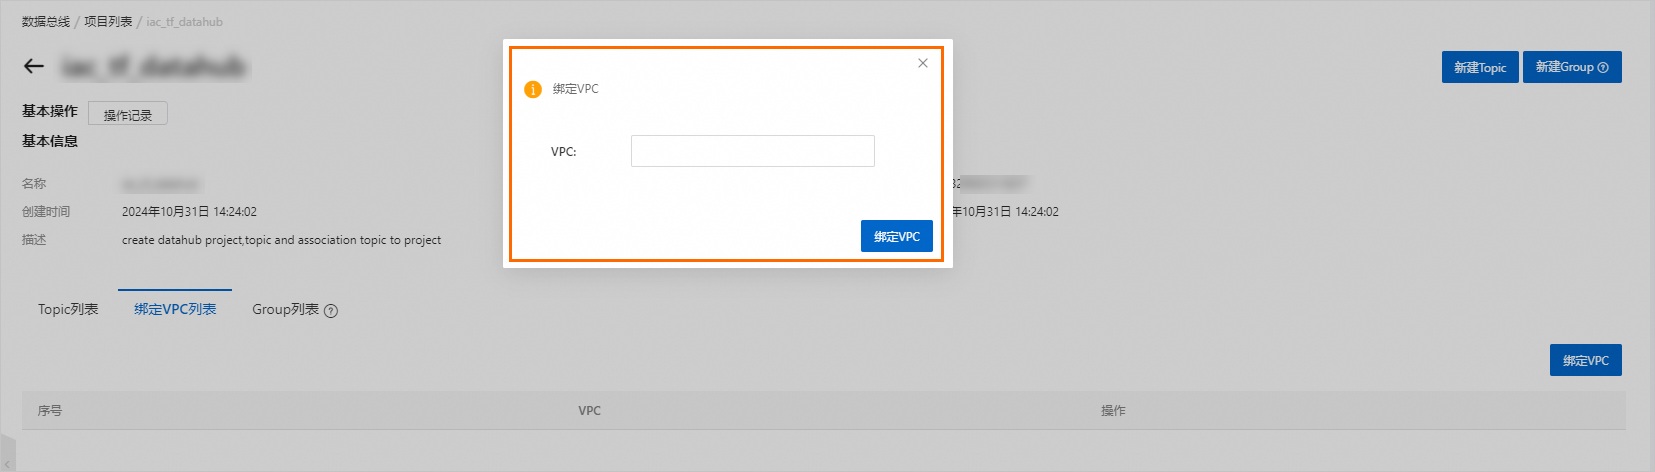 数据总线 / 项目列表 / iac_tf_datahub
iac_tf_datahub
新建Topic
新建Group
基本操作
操作记录
基本信息
绑定VPC
VPC:
绑定VPC
名称
创建时间
2024年10月31日 14:24:02
年10月31日 14:24:02
描述
create datahub project,topic and association topic to project
Topic列表
绑定VPC列表
Group列表
绑定VPC
序号
VPC
操作